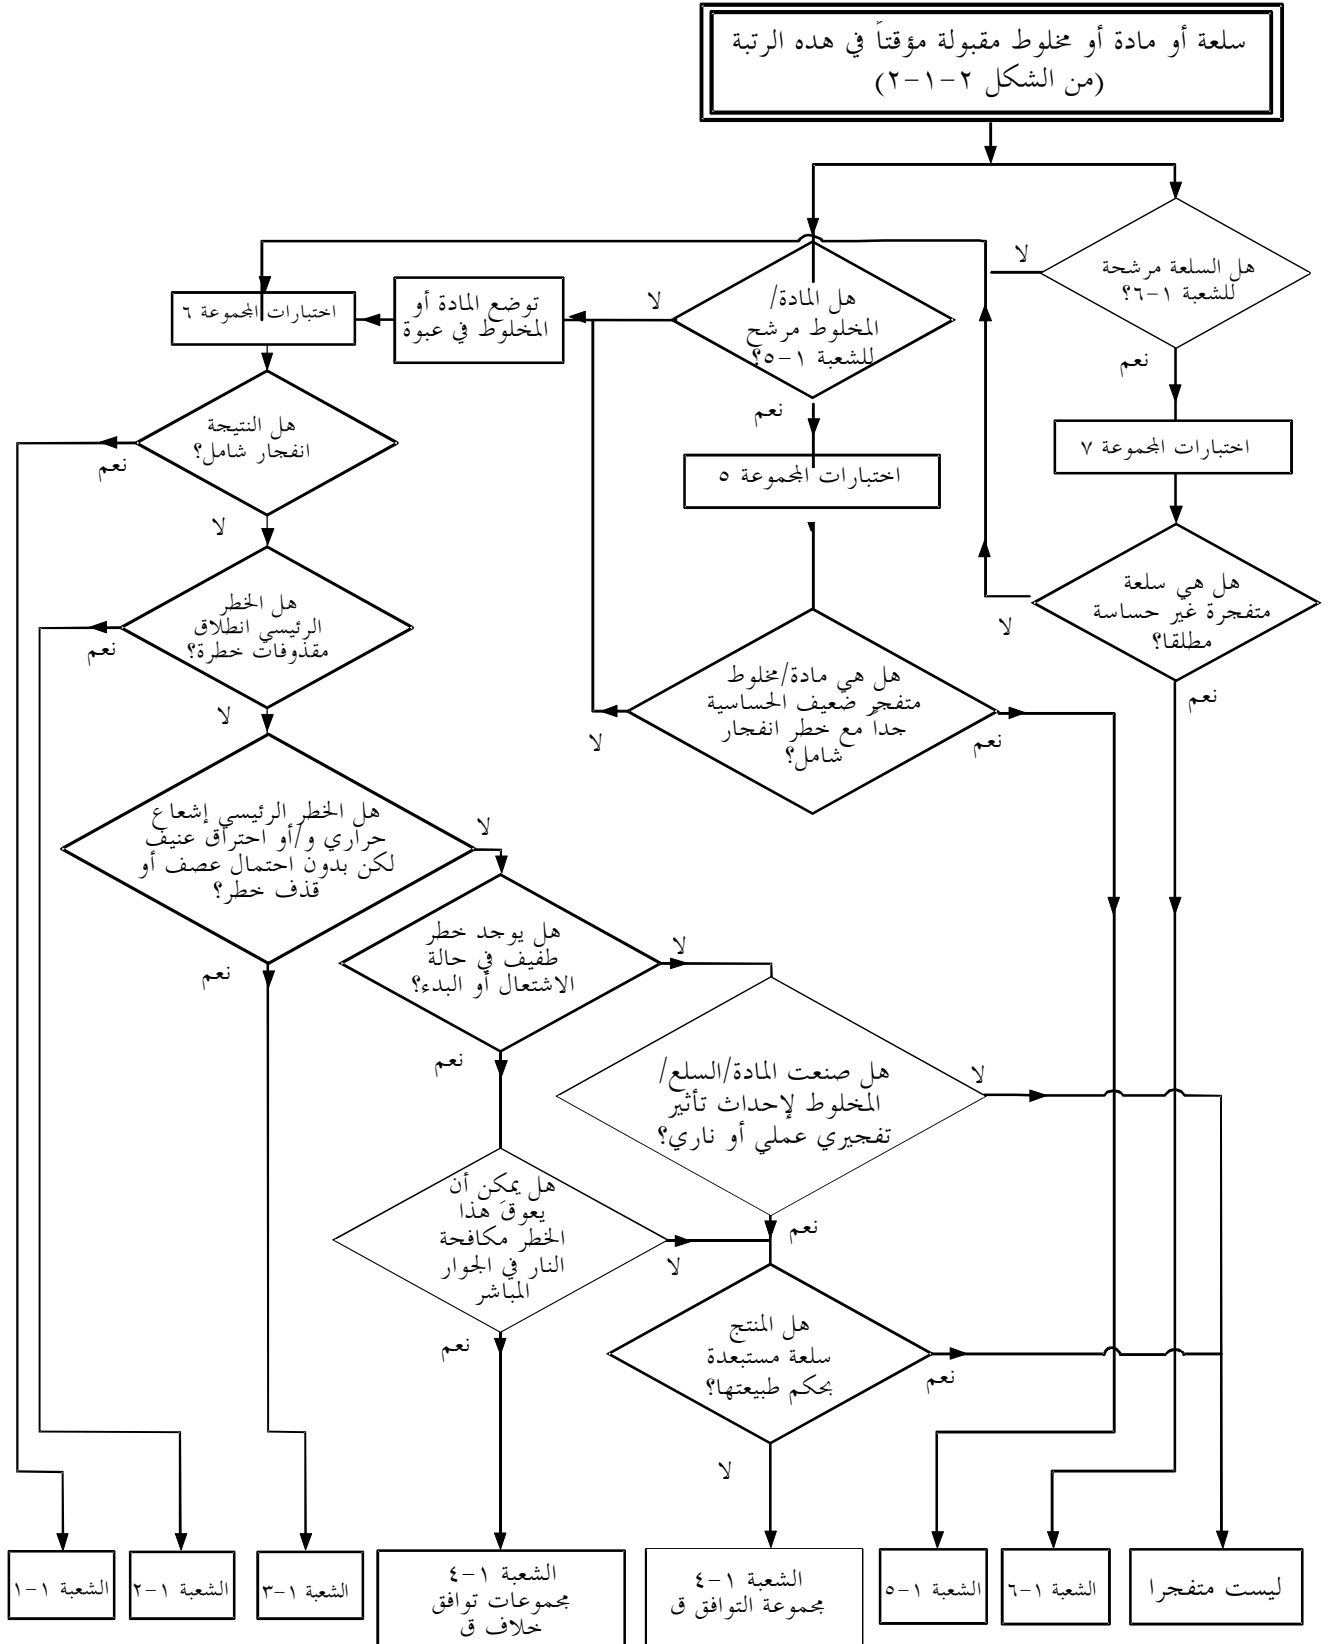 سلعة أو مادة أو مخلوط مقبولة مؤقتاً في هده الرتبة
(من الشكل ٢-١-٢)
هل السلعة مرشحة
للشعبة ١-٦؟
لا
نعم
هل المادة/
المخلوط مرشح
للشعبة ١-٥؟
لا
نعم
توضع المادة أو
المخلوط في عبوة
اختبارات المجموعة ٦
اختبارات المجموعة ٧
اختبارات المجموعة ٥
هل النتيجة
انفجار شامل؟
نعم
لا
هل هي سلعة
متفجرة غير حساسة
مطلقا؟
لا
نعم
هل الخطر
الرئيسي انطلاق
مقذوفات خطرة؟
نعم
لا
هل هي مادة/مخلوط
متفجر ضعيف الحساسية
جداً مع خطر انفجار
شامل؟
لا
نعم
هل الخطر الرئيسي إشعاع
حراري و/أو احتراق عنيف
لكن بدون احتمال عصف أو
قذف خطر؟
لا
نعم
هل يوجد خطر
طفيف في حالة
الاشتعال أو البدء؟
لا
نعم
هل صنعت المادة/السلع/
المخلوط لإحداث تأثير
تفجيري عملي أو ناري؟
لا
نعم
هل يمكن أن
يعوقَ هذا
الخطر مكافحة
النار في الجوار
المباشر
لا
نعم
هل المنتج
سلعة مستبعدة
بحكم طبيعتها؟
نعم
لا
ليست متفجرا
الشعبة ١-٦
الشعبة ١-٥
الشعبة ١-٤
مجموعة التوافق ق
الشعبة ١-٤
مجموعات توافق
خلاف ق
الشعبة ١-٣
الشعبة ١-٢
الشعبة ١-١